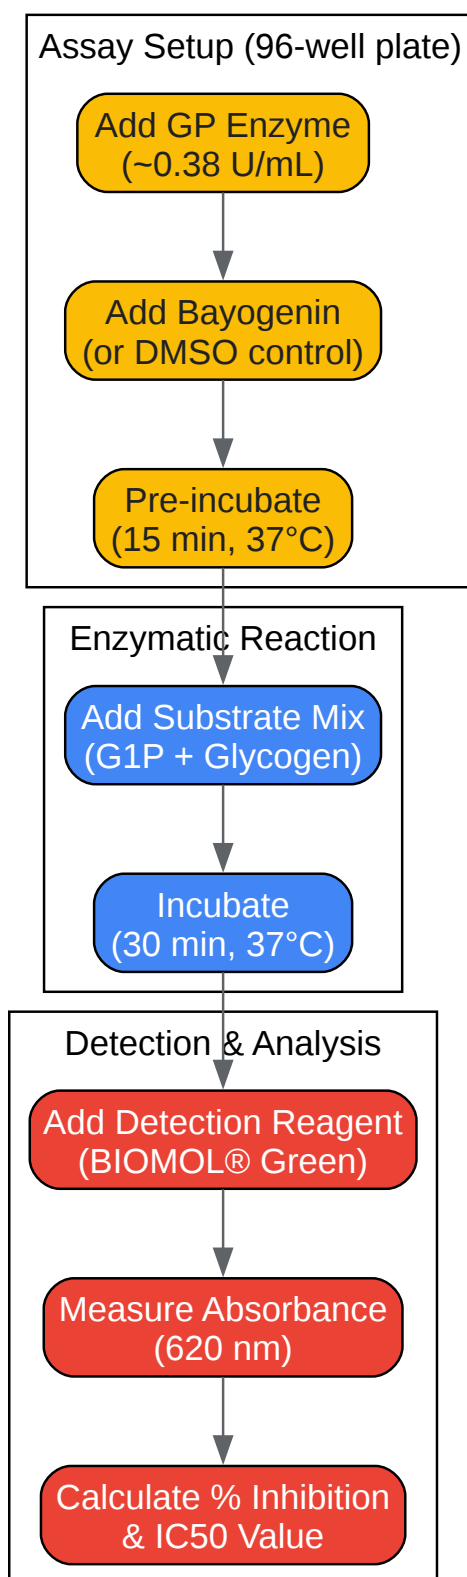 Assay Setup (96-well plate)
Add GP Enzyme
(~0.38 U/mL)
Add Bayogenin
(or DMSO control)
Pre-incubate
(15 min, 37°C)
Enzymatic Reaction
Add Substrate Mix
(G1P + Glycogen)
Incubate
(30 min, 37°C)
Detection & Analysis
Add Detection Reagent
(BIOMOL® Green)
Measure Absorbance
(620 nm)
Calculate % Inhibition
& IC50 Value